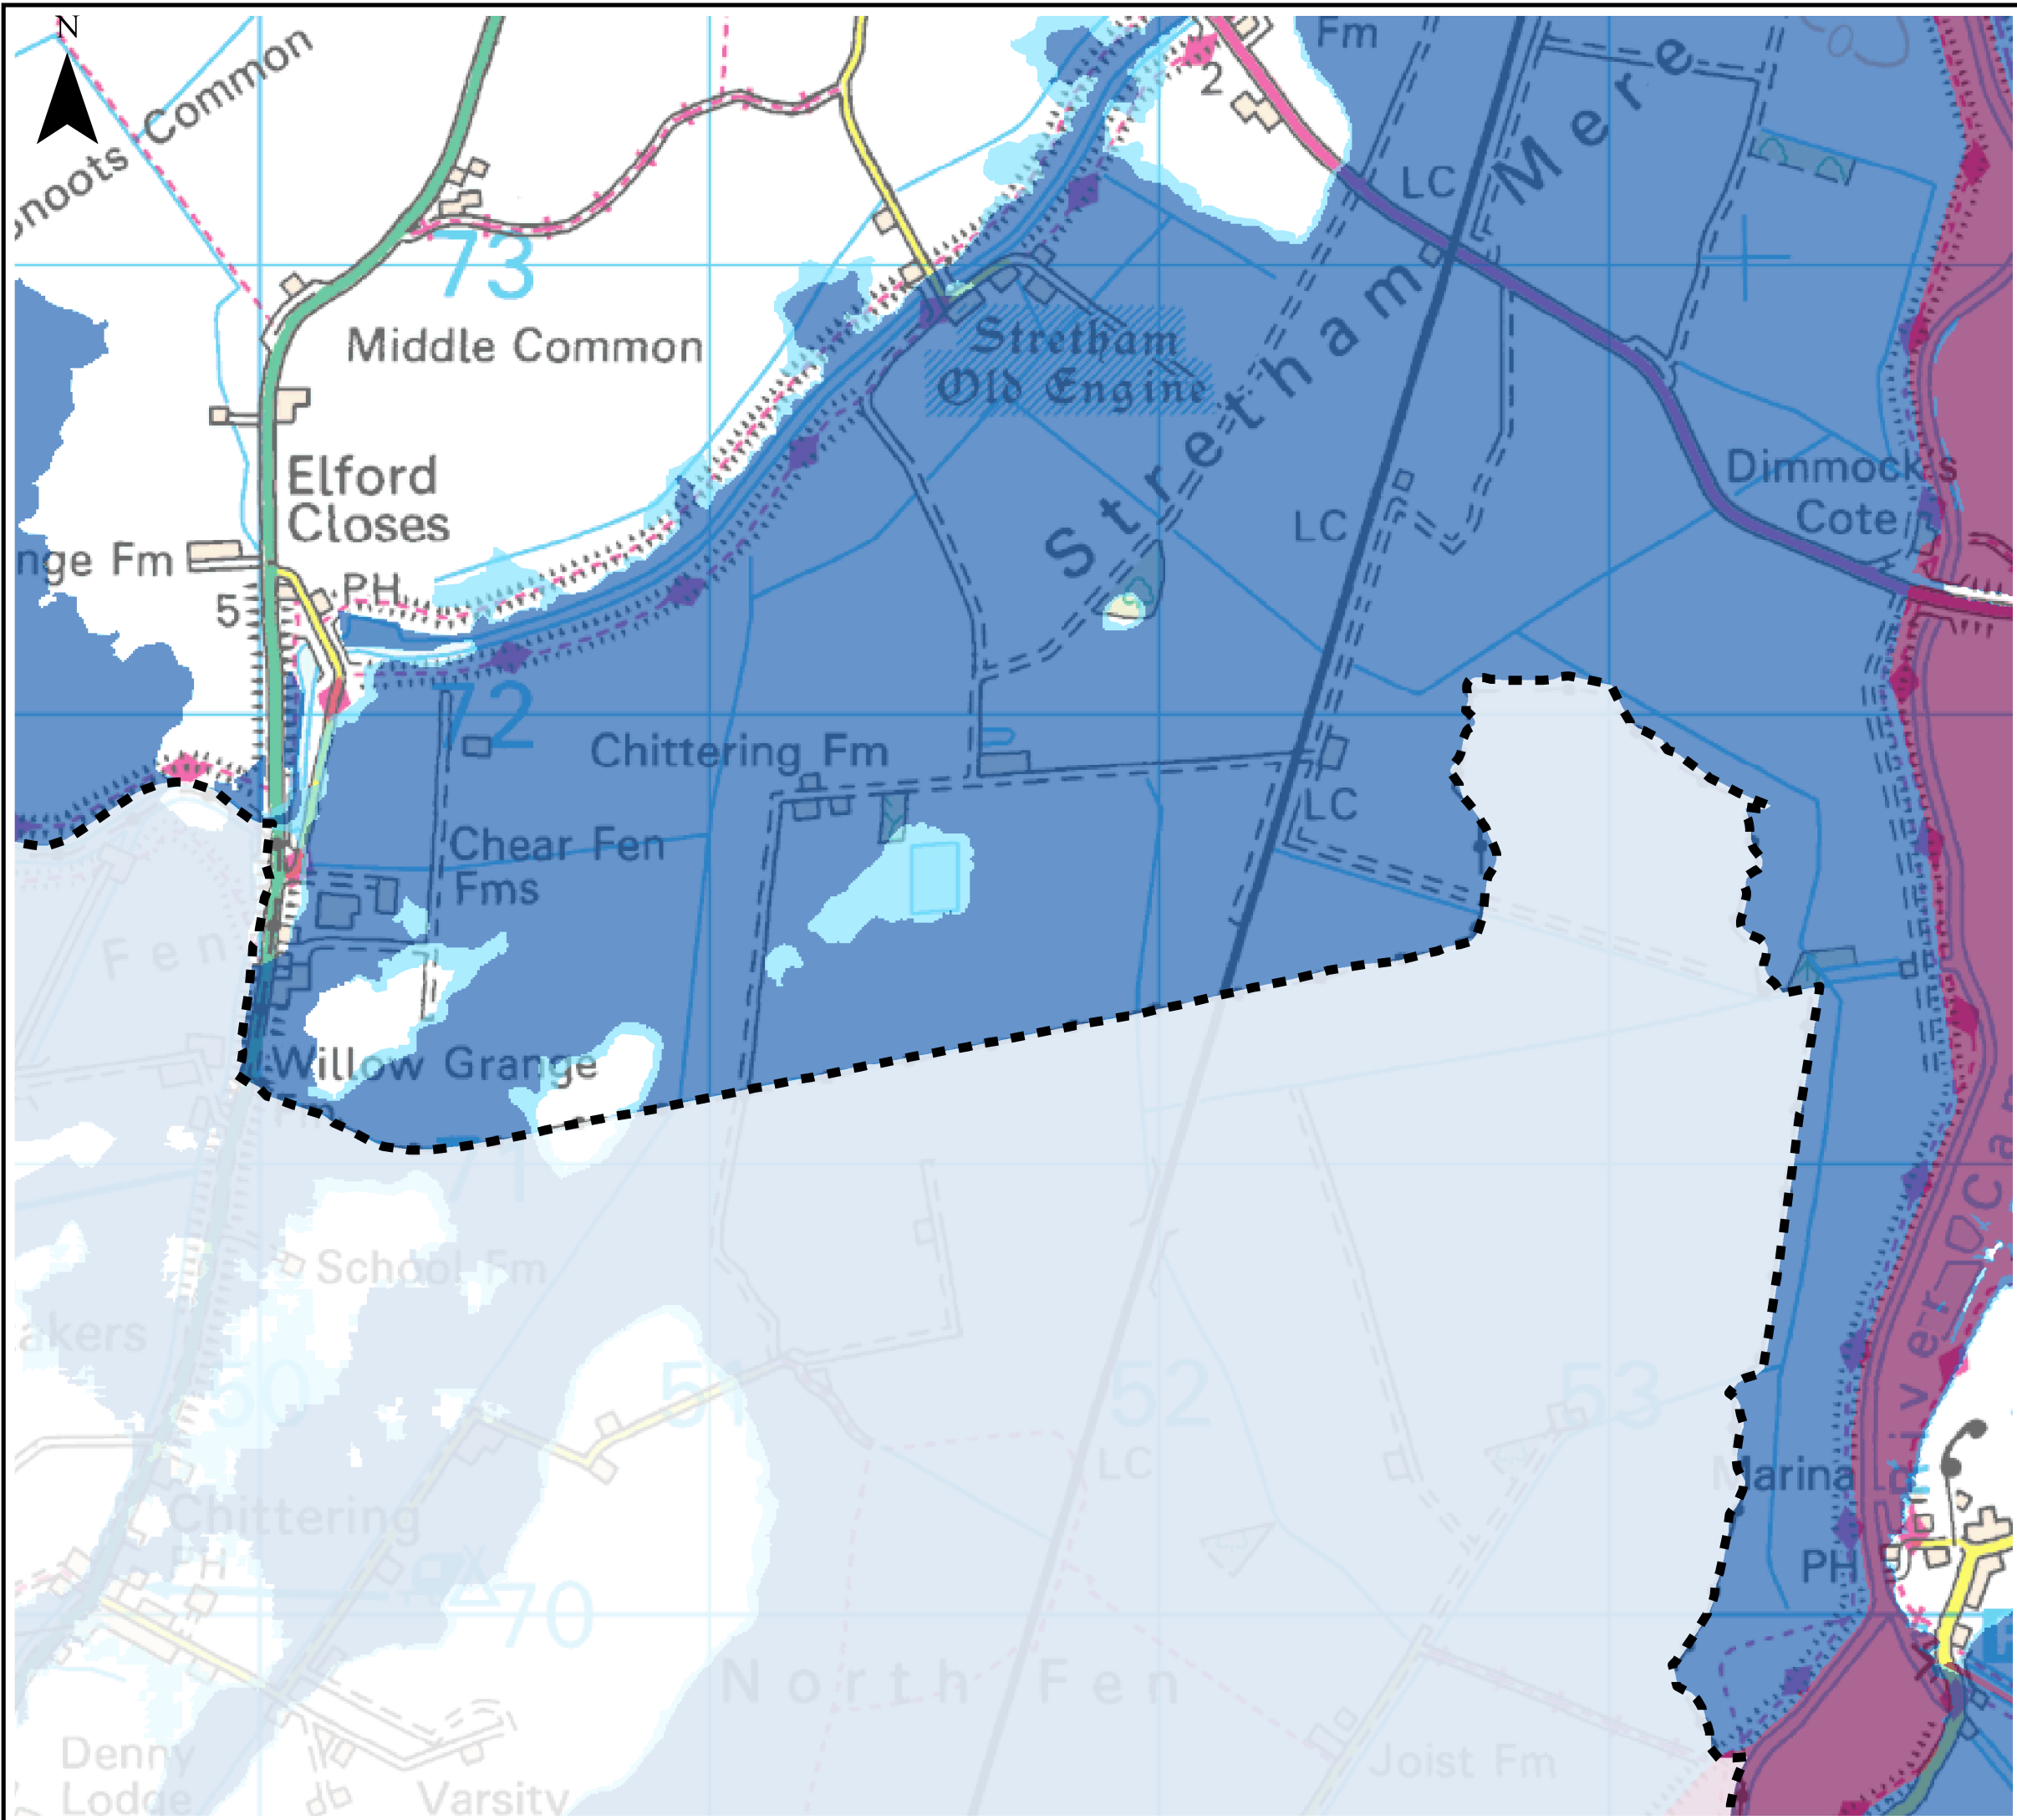 N
Common
Fm
2
Mere
LC
73
Middle Common
Stretham
Old Engine
Stretham
Elford
Closes
LC
Dimmock's
Cote
nge Fm
PH
5
72
Chittering Fm
LC
Chear Fen
Fms
Fen
Willow Grange
Fm
71
River Cam
School Fm
akers
50
51
52
53
LC
Marina
Chittering
PH
PH
70
North Fen
Denny
Lodge
Varsity
Joist Fm